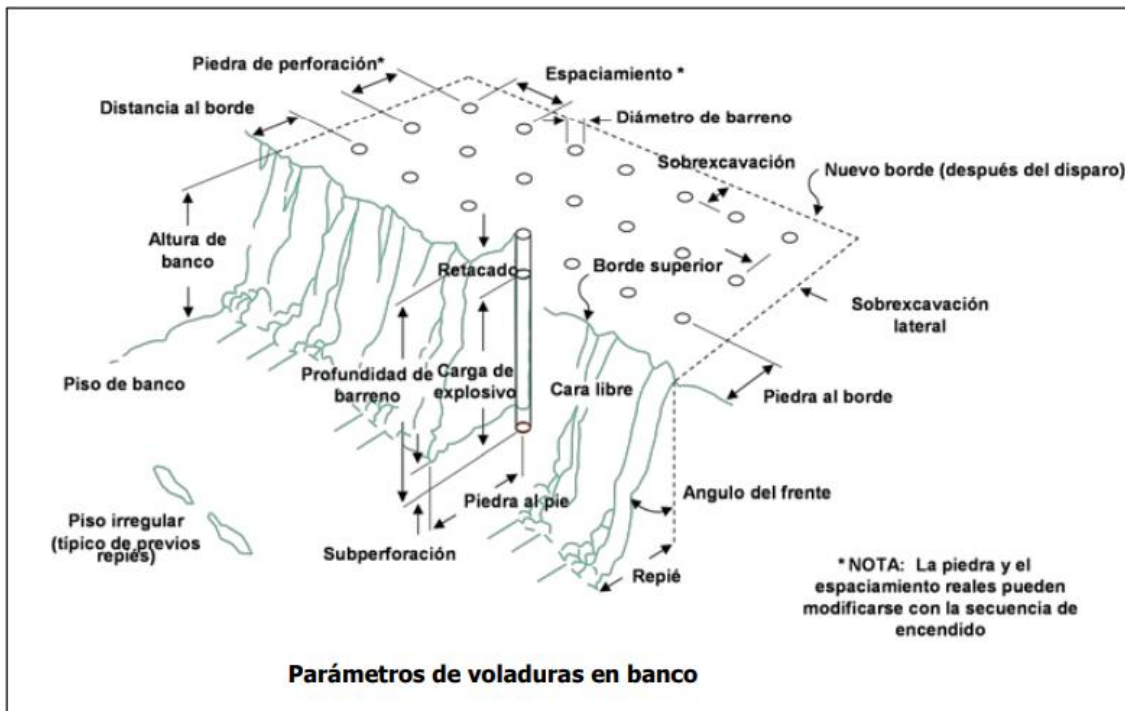 Piedra de perforación*
Espaciamiento *
Distancia al borde
Diámetro de barreno
Sobrexcavación
Nuevo borde (después del disparo)
Altura de
banco
Retacado
Borde superior
Sobrexcavación
lateral
Piso de banco
Profundidad de
barreno
Carga de
explosivo
Cara libre
Piedra al borde
Piedra al pie
Angulo del frente
Piso irregular
(típico de previos
repiés)
Subperforación
Repié
* NOTA: La piedra y el
espaciamiento reales pueden
modificarse con la secuencia de
encendido
Parámetros de voladuras en banco